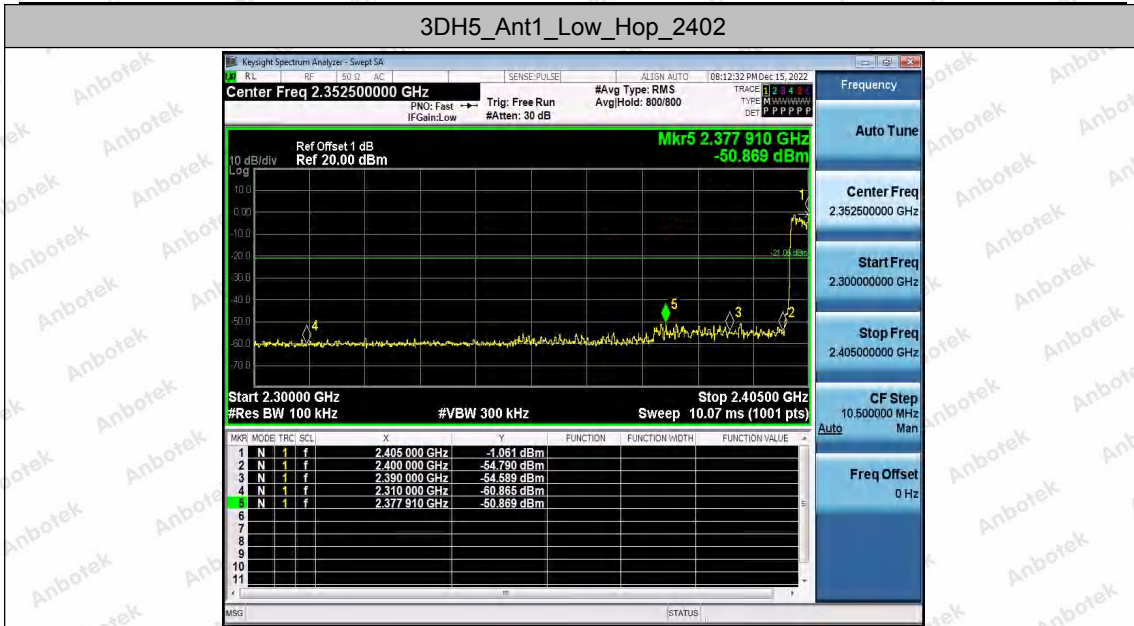 3DH5_Ant1_Low_Hop_2402
Keysight Spectrum Analyzer - Swept SA
RL RF 50 Ω AC SENSE:PULSE ALIGN AUTO 08:12:32 PM Dec 15, 2022
Center Freq 2.352500000 GHz
PNO: Fast
IFGain:Low
Trig: Free Run
#Atten: 30 dB
#Avg Type: RMS
Avg|Hold: 800/800
TRACE 1 2 3 4 5 6
TYPE M WWWWW
DET P P P P P P
Mkr5 2.377 910 GHz
-50.869 dBm
Ref Offset 1 dB
10 dB/div Ref 20.00 dBm
Log
10.0
0.00
-10.0
-20.0
-30.0
-40.0
-50.0
-60.0
-70.0
1
5
3
2
4
Start 2.30000 GHz Stop 2.40500 GHz
#Res BW 100 kHz #VBW 300 kHz Sweep 10.07 ms (1001 pts)
MKR MODE TRC SCL X Y FUNCTION FUNCTION WIDTH FUNCTION VALUE
1 N 1 f 2.405 000 GHz -1.061 dBm
2 N 1 f 2.400 000 GHz -54.790 dBm
3 N 1 f 2.390 000 GHz -54.589 dBm
4 N 1 f 2.310 000 GHz -60.865 dBm
5 N 1 f 2.377 910 GHz -50.869 dBm
6
7
8
9
10
11
MSG STATUS
Frequency
Auto Tune
Center Freq
2.352500000 GHz
Start Freq
2.300000000 GHz
Stop Freq
2.405000000 GHz
CF Step
10.500000 MHz
Auto Man
Freq Offset
0 Hz
Anbotek